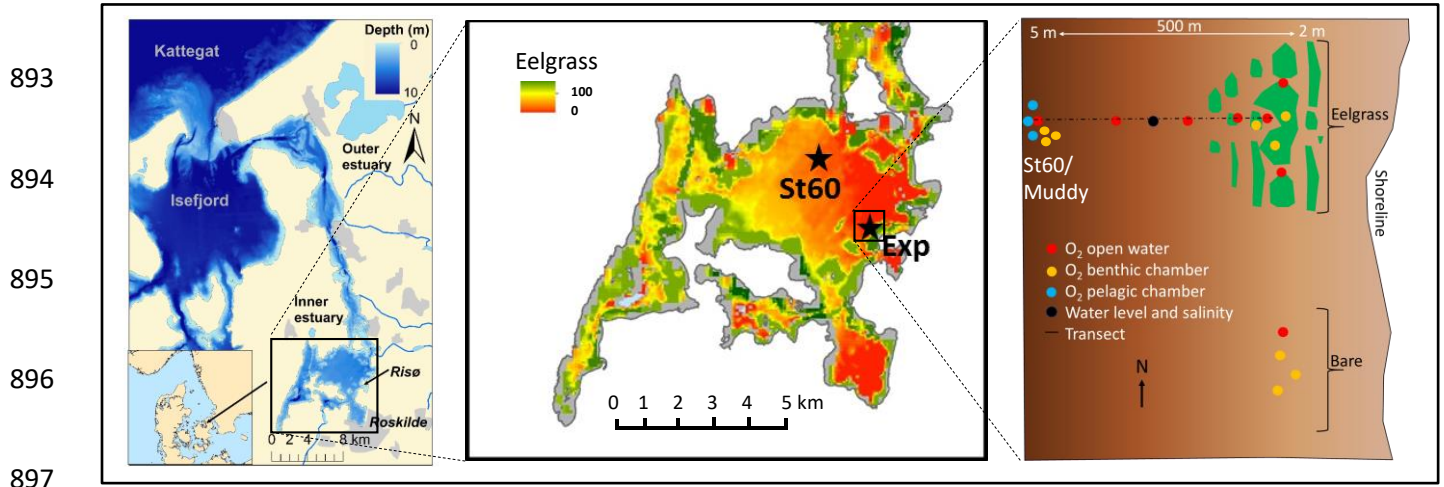 893
894
895
896
897
Depth (m)
0
10
Kattegat
N
Outer
estuary
Isefjord
Inner
estuary
Risø
Roskilde
0 2 4 8 km
Eelgrass
100
0
St60
Exp
0 1 2 3 4 5 km
5 m
500 m
2 m
Eelgrass
St60/
Muddy
Shoreline
O₂ open water
O₂ benthic chamber
O₂ pelagic chamber
Water level and salinity
Transect
N
Bare